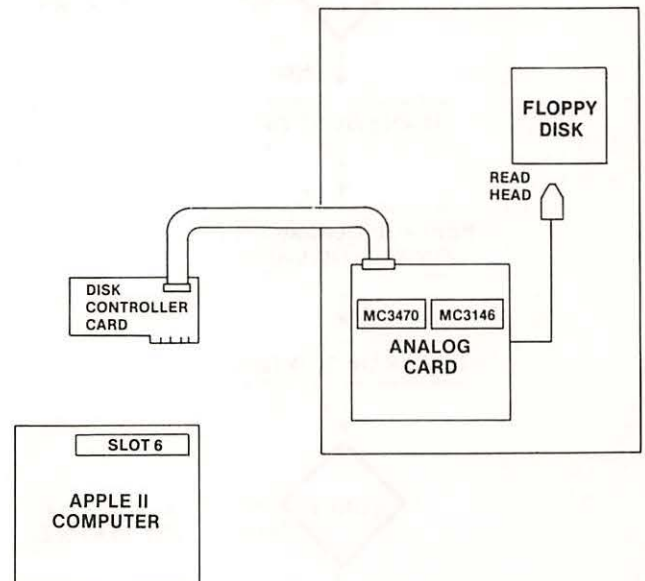 FLOPPY
DISK
READ
HEAD
DISK
CONTROLLER
CARD
MC3470
MC3146
ANALOG
CARD
SLOT 6
APPLE II
COMPUTER